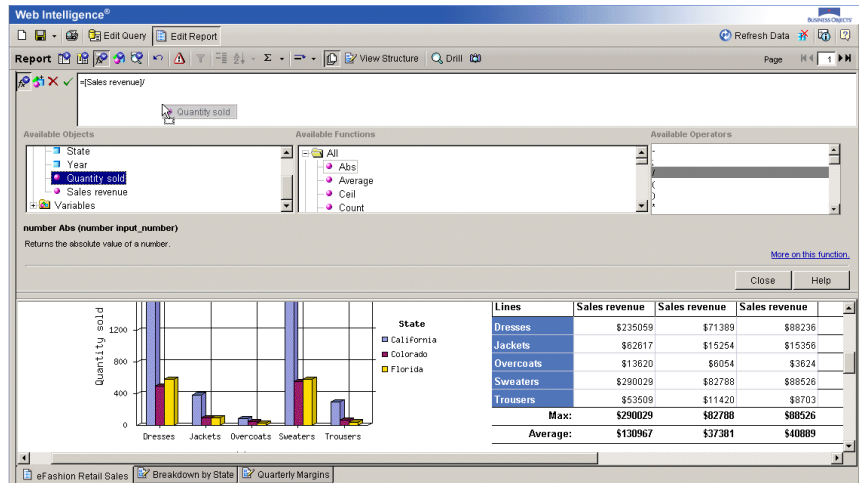 Web Intelligence®
BUSINESS OBJECTS
Edit Query Edit Report Refresh Data
Report View Structure Drill Page 1
=[Sales revenue]/
Quantity sold
Available Objects Available Functions Available Operators
State
Year
Quantity sold
Sales revenue
Variables
All
Abs
Average
Ceil
Count
-
;
/
(
)
*
number Abs (number input_number)
Returns the absolute value of a number.
More on this function.
Close Help
Quantity sold
1200
800
400
0
Dresses Jackets Overcoats Sweaters Trousers
State
California
Colorado
Florida
Lines Sales revenue Sales revenue Sales revenue
Dresses $235059 $71389 $88236
Jackets $62617 $15254 $15356
Overcoats $13620 $6054 $3624
Sweaters $290029 $82788 $88526
Trousers $53509 $11420 $8703
Max: $290029 $82788 $88526
Average: $130967 $37381 $40889
eFashion Retail Sales Breakdown by State Quarterly Margins